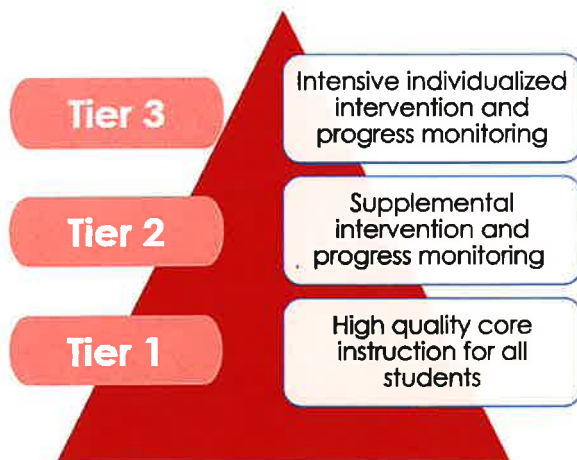 Tier 3
Intensive individualized
intervention and
progress monitoring
Tier 2
Supplemental
intervention and
progress monitoring
Tier 1
High quality core
instruction for all
students